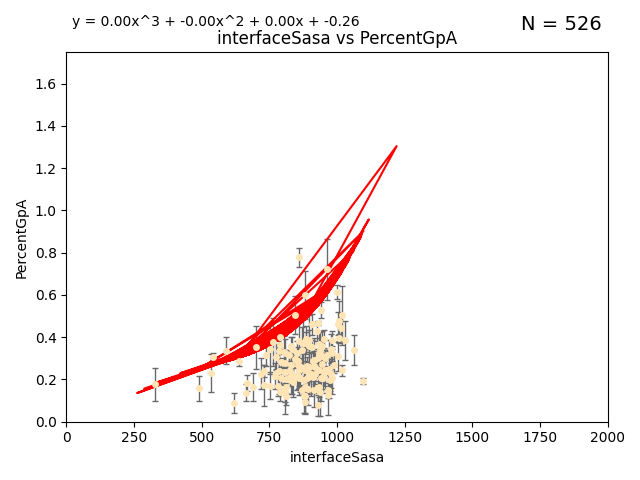 y = 0.00x^3 + -0.00x^2 + 0.00x + -0.26
N = 526
interfaceSasa vs PercentGpA
1.6
1.4
1.2
1.0
0.8
0.6
0.4
0.2
0.0
PercentGpA
0 250 500 750 1000 1250 1500 1750 2000
interfaceSasa